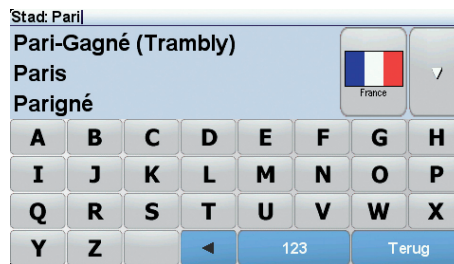 Stad: Pari
Pari-Gagné (Trambly)
Paris
Parigné
France
A B C D E F G H
I J K L M N O P
Q R S T U V W X
Y Z 123 Terug